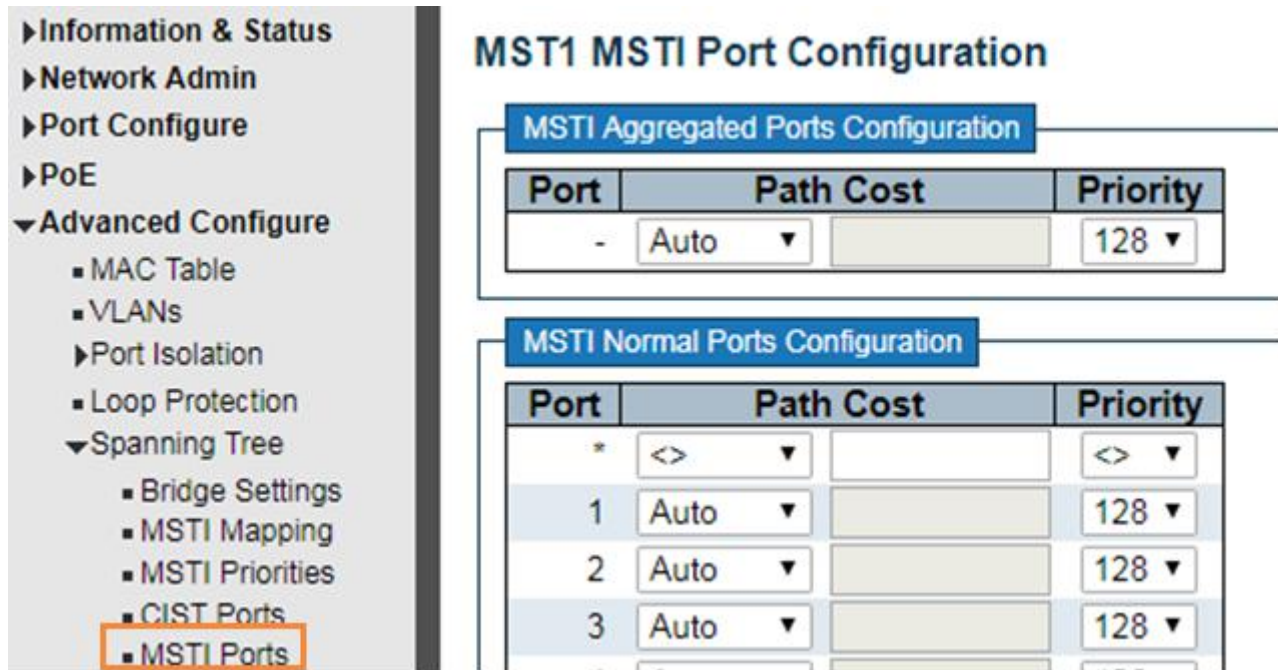 Information & Status
Network Admin
Port Configure
PoE
Advanced Configure
MAC Table
VLANs
Port Isolation
Loop Protection
Spanning Tree
Bridge Settings
MSTI Mapping
MSTI Priorities
CIST Ports
MSTI Ports
MST1 MSTI Port Configuration
MSTI Aggregated Ports Configuration
Port Path Cost Priority
- Auto 128
MSTI Normal Ports Configuration
Port Path Cost Priority
* <> <>
1 Auto 128
2 Auto 128
3 Auto 128